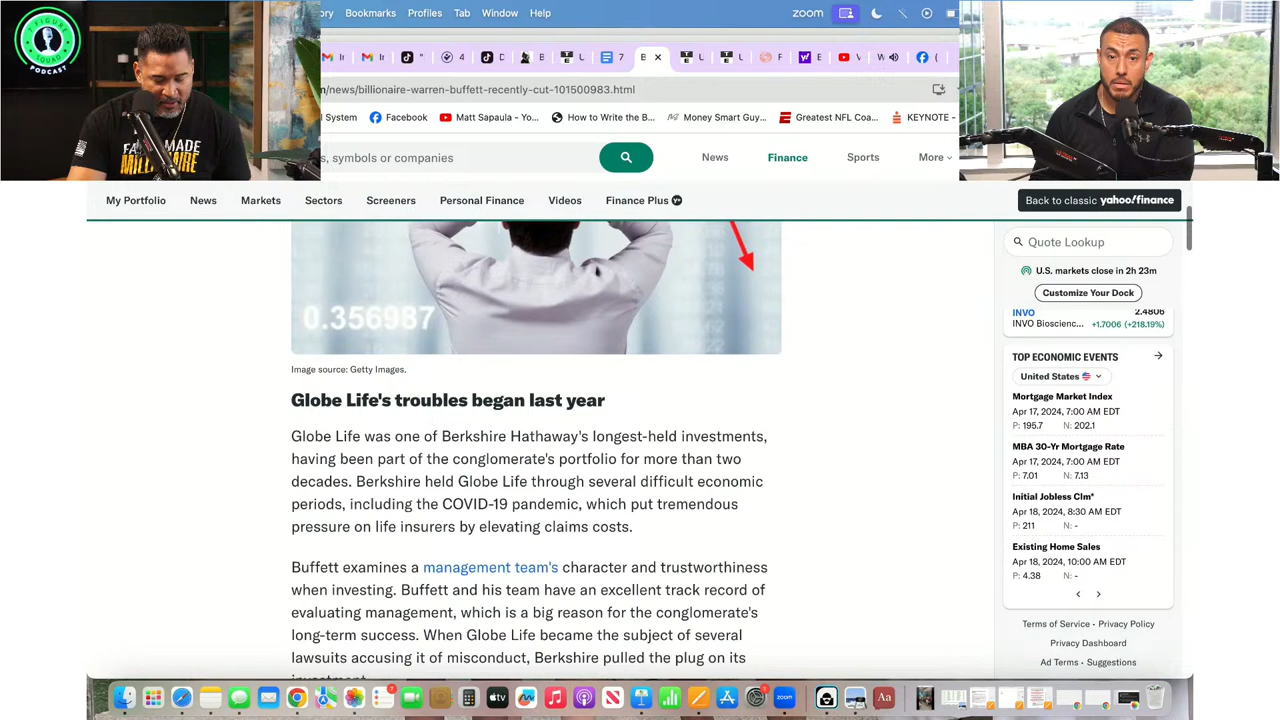 FIGURE
SQUAD
PODCAST
MADE
MILLIONAIRE
ory Bookmarks Profiles Tab Window Help zoom
4 D U 7 B × U E V W (
n/news/billionaire-warren-buffett-recently-cut-101500983.html
l System Facebook Matt Sapaula – Yo... How to Write the B... Money Smart Guy... Greatest NFL Coa... KEYNOTE -
s, symbols or companies News Finance Sports More
My Portfolio News Markets Sectors Screeners Personal Finance Videos Finance Plus Y+ Back to classic yahoo!finance
0.356987
Image source: Getty Images.
Globe Life's troubles began last year
Globe Life was one of Berkshire Hathaway's longest-held investments,
having been part of the conglomerate's portfolio for more than two
decades. Berkshire held Globe Life through several difficult economic
periods, including the COVID-19 pandemic, which put tremendous
pressure on life insurers by elevating claims costs.
Buffett examines a management team's character and trustworthiness
when investing. Buffett and his team have an excellent track record of
evaluating management, which is a big reason for the conglomerate's
long-term success. When Globe Life became the subject of several
lawsuits accusing it of misconduct, Berkshire pulled the plug on its
investment.
Quote Lookup
U.S. markets close in 2h 23m
Customize Your Dock
INVO 2.4806
INVO Bioscienc... +1.7006 (+218.19%)
TOP ECONOMIC EVENTS
United States
Mortgage Market Index
Apr 17, 2024, 7:00 AM EDT
P: 195.7 N: 202.1
MBA 30-Yr Mortgage Rate
Apr 17, 2024, 7:00 AM EDT
P: 7.01 N: 7.13
Initial Jobless Clm*
Apr 18, 2024, 8:30 AM EDT
P: 211 N: -
Existing Home Sales
Apr 18, 2024, 10:00 AM EDT
P: 4.38 N: -
Terms of Service • Privacy Policy
Privacy Dashboard
Ad Terms • Suggestions
tv
zoom
Aa